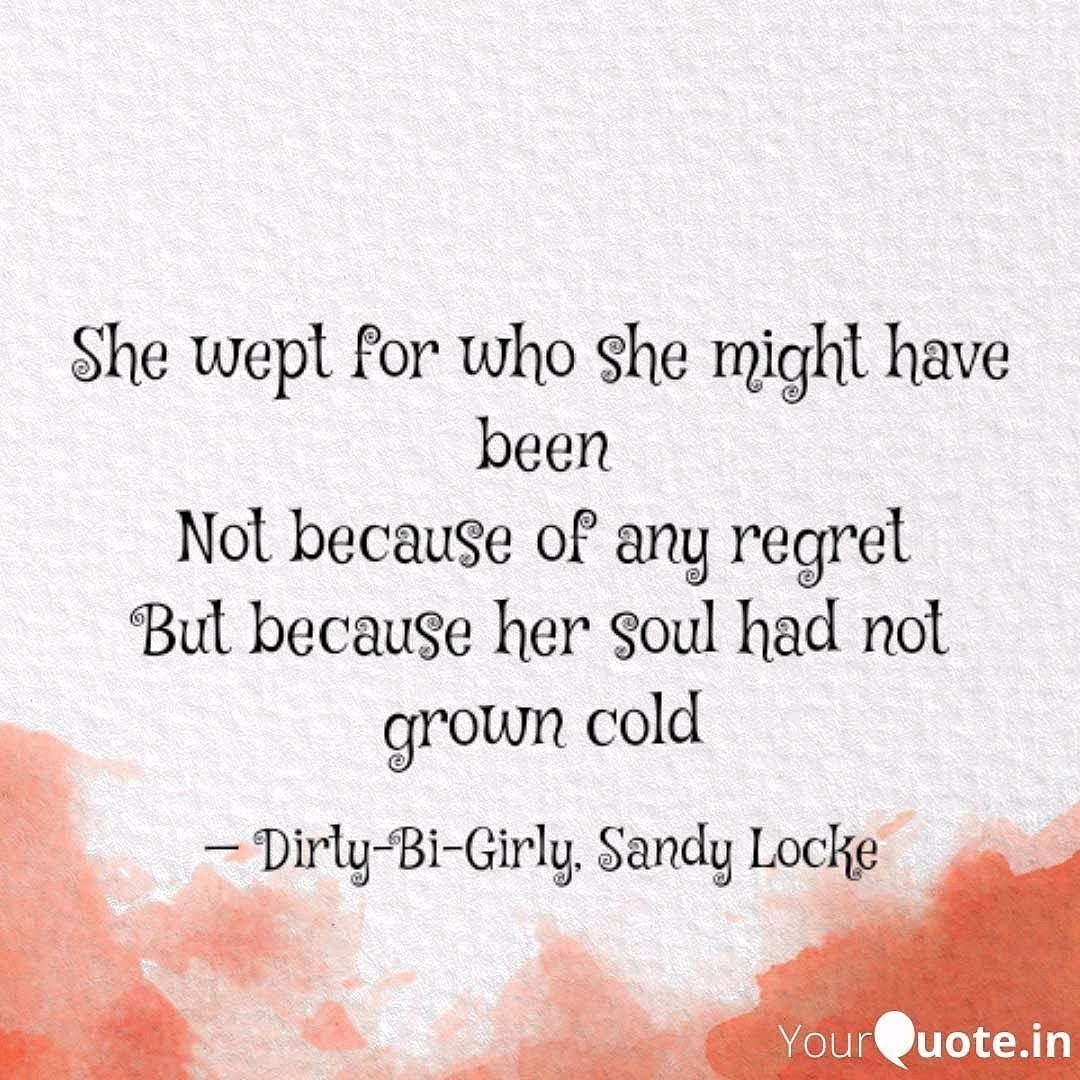 She wept for who she might have
been
Not because of any regret
But because her soul had not
grown cold
– Dirty-Bi-Girly, Sandy Locke
YourQuote.in